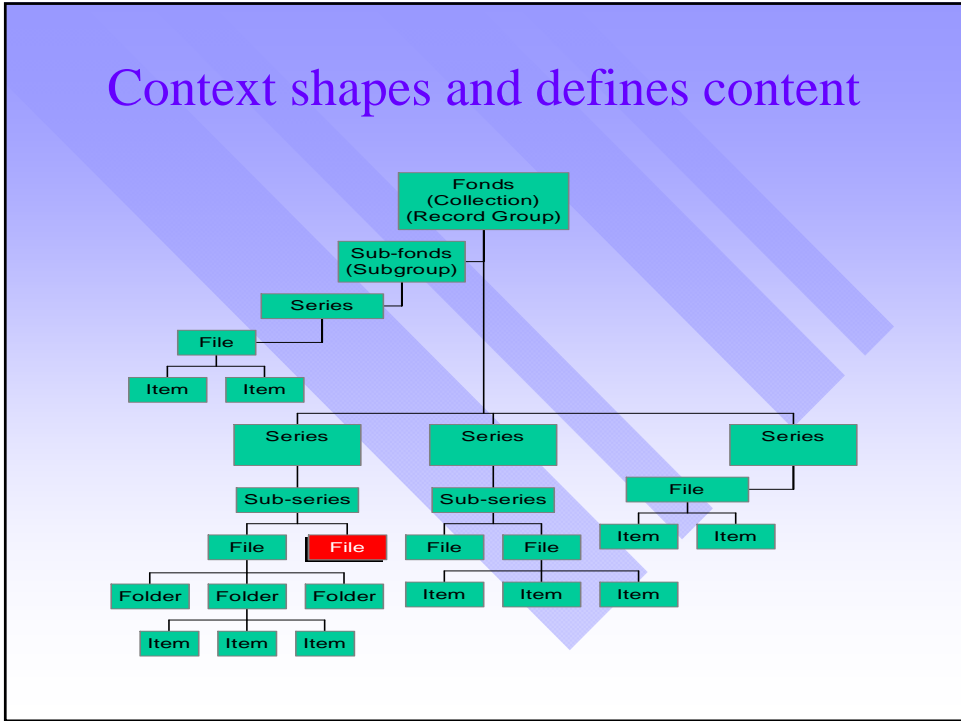 Context shapes and defines content
Fonds
(Collection)
(Record Group)
Sub-fonds
(Subgroup)
Series
File
Item
Item
Series
Series
Series
Sub-series
Sub-series
File
File
File
File
File
Item
Item
Folder
Folder
Folder
Item
Item
Item
Item
Item
Item